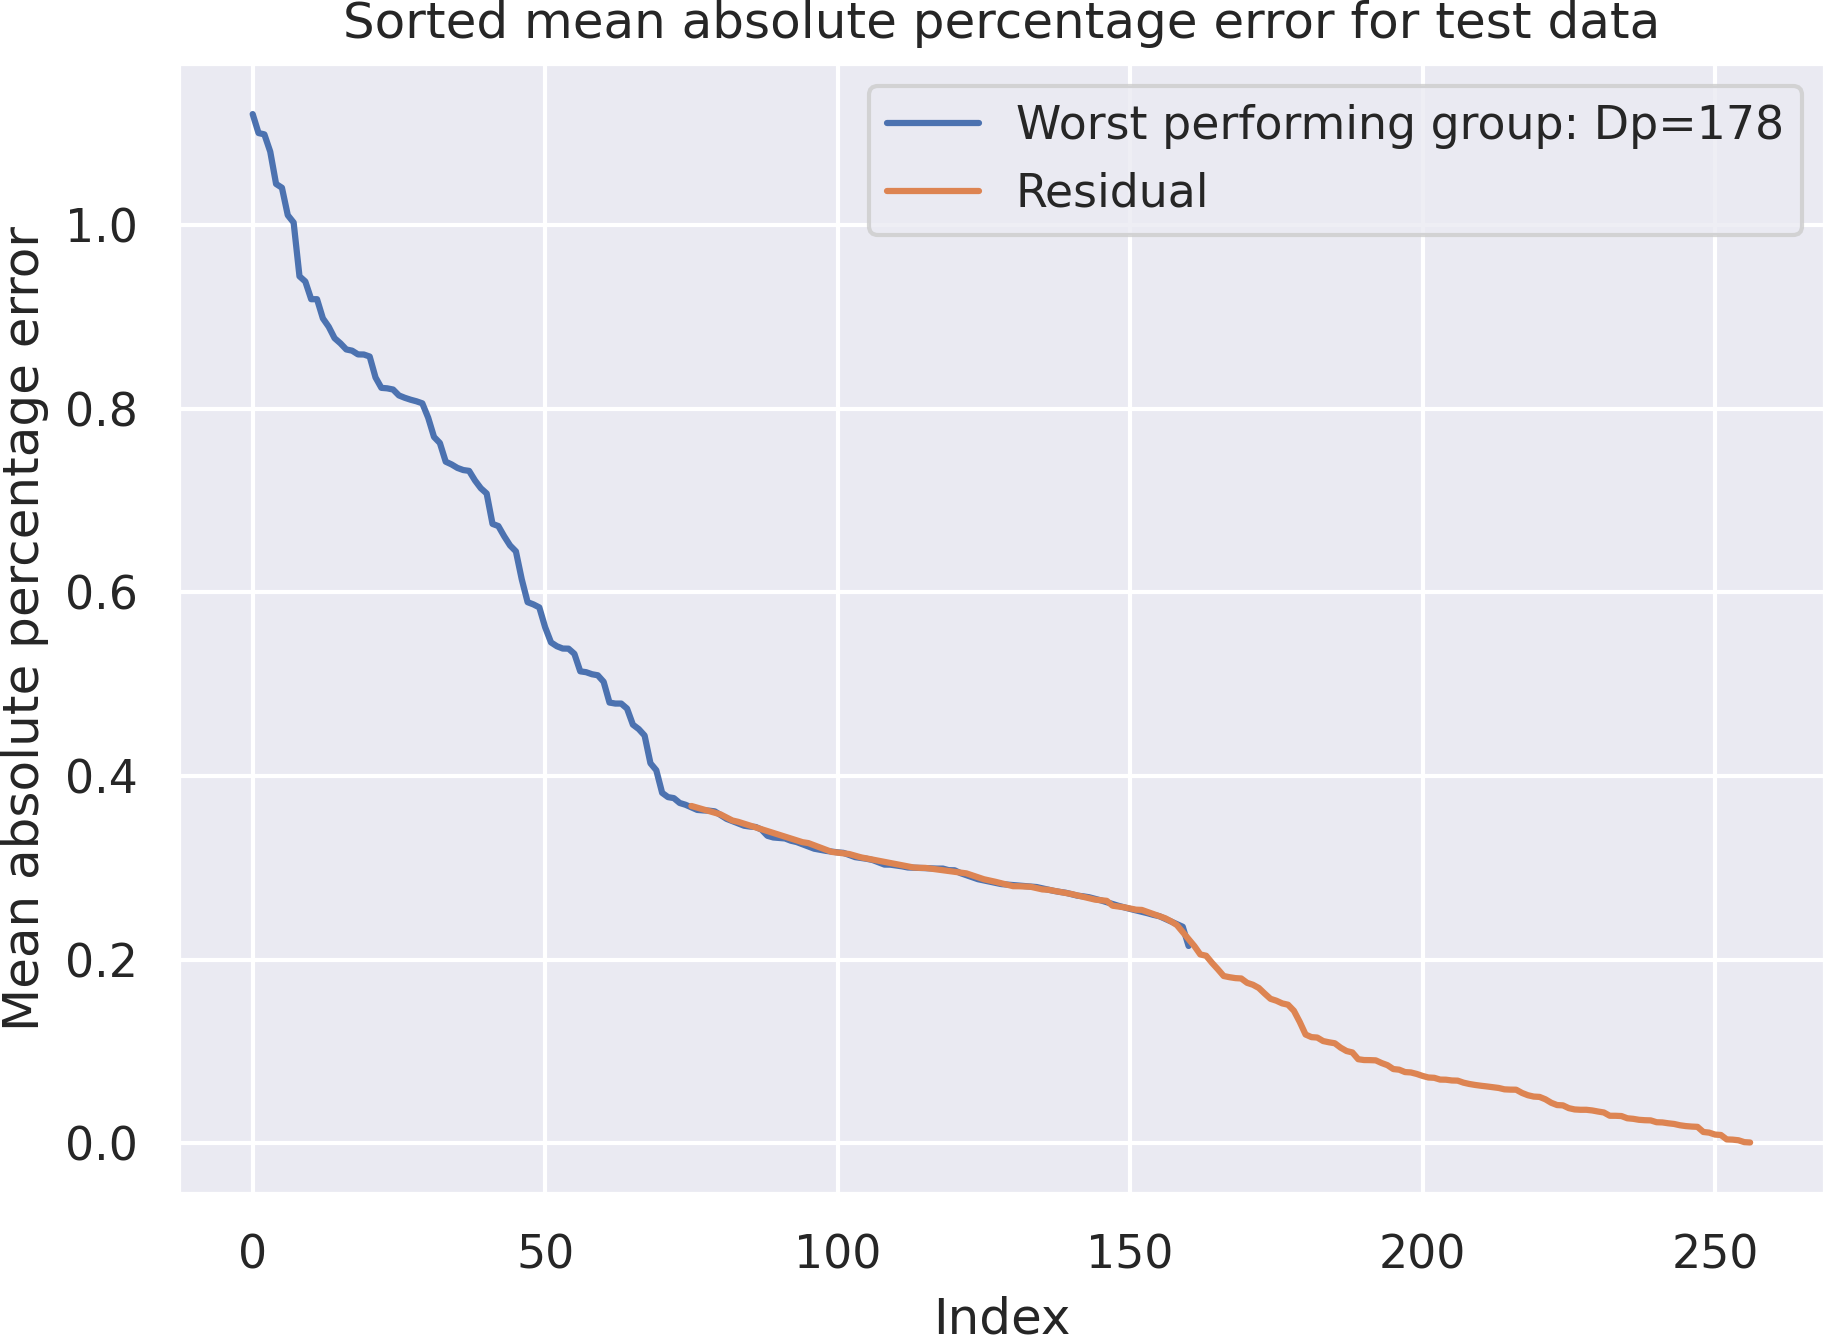 Sorted mean absolute percentage error for test data
Worst performing group: Dp=178
Residual
Mean absolute percentage error
1.0
0.8
0.6
0.4
0.2
0.0
0 50 100 150 200 250
Index